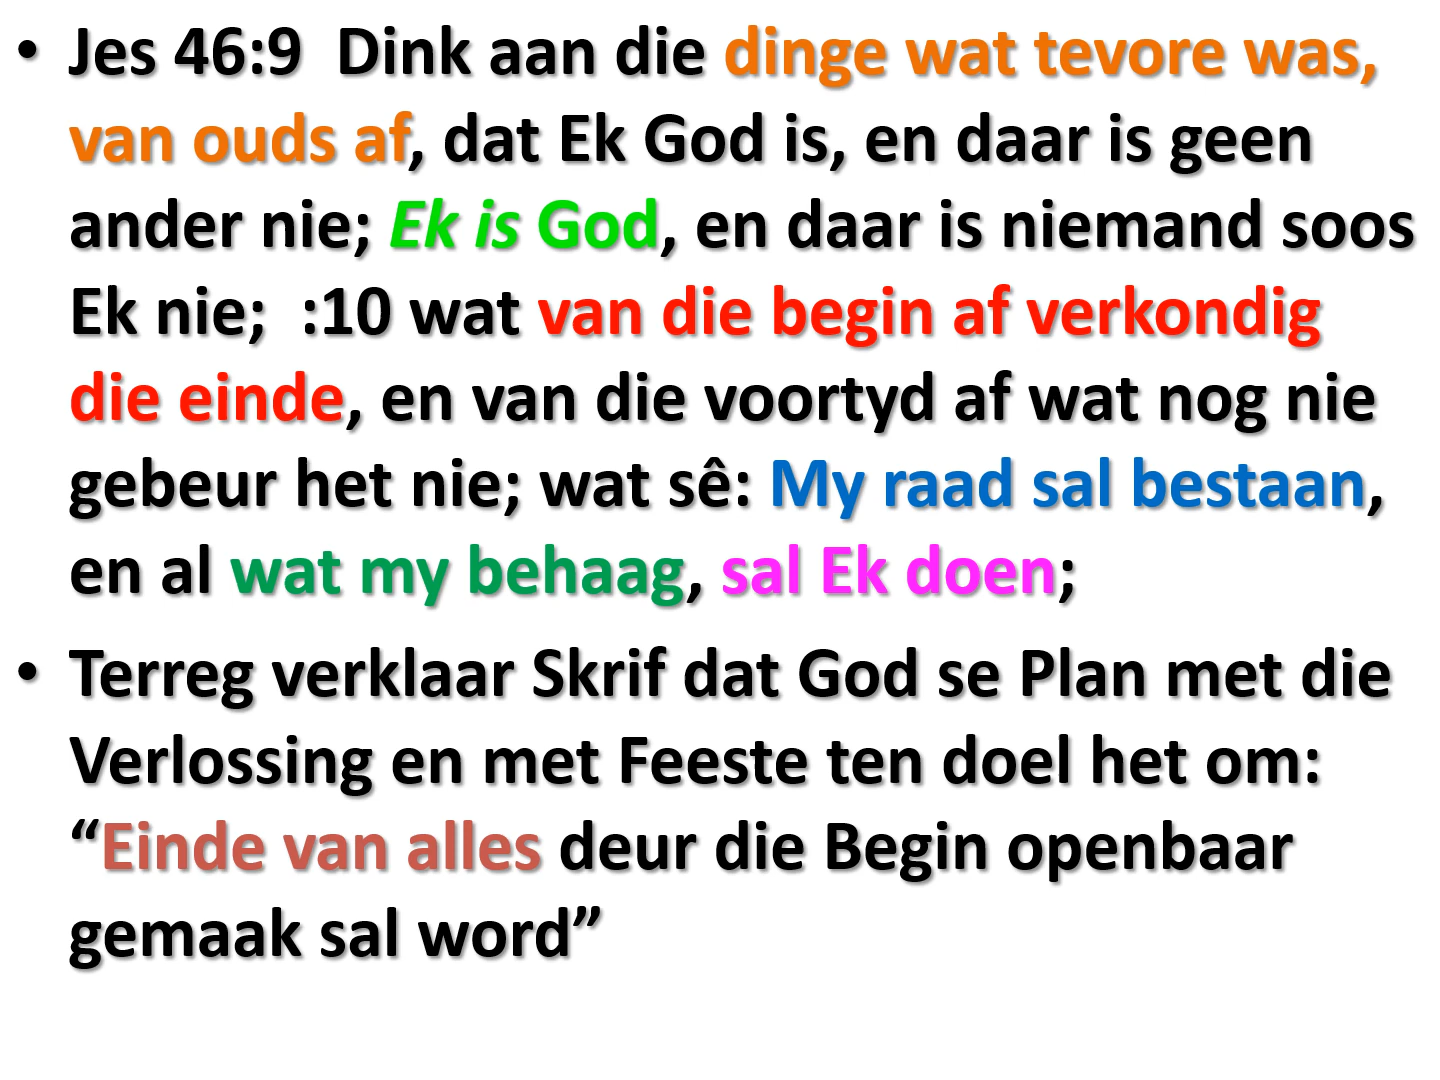 • Jes 46:9  Dink aan die dinge wat tevore was,
van ouds af, dat Ek God is, en daar is geen
ander nie; Ek is God, en daar is niemand soos
Ek nie;  :10 wat van die begin af verkondig
die einde, en van die voortyd af wat nog nie
gebeur het nie; wat sê: My raad sal bestaan,
en al wat my behaag, sal Ek doen;
• Terreg verklaar Skrif dat God se Plan met die
Verlossing en met Feeste ten doel het om:
“Einde van alles deur die Begin openbaar
gemaak sal word”